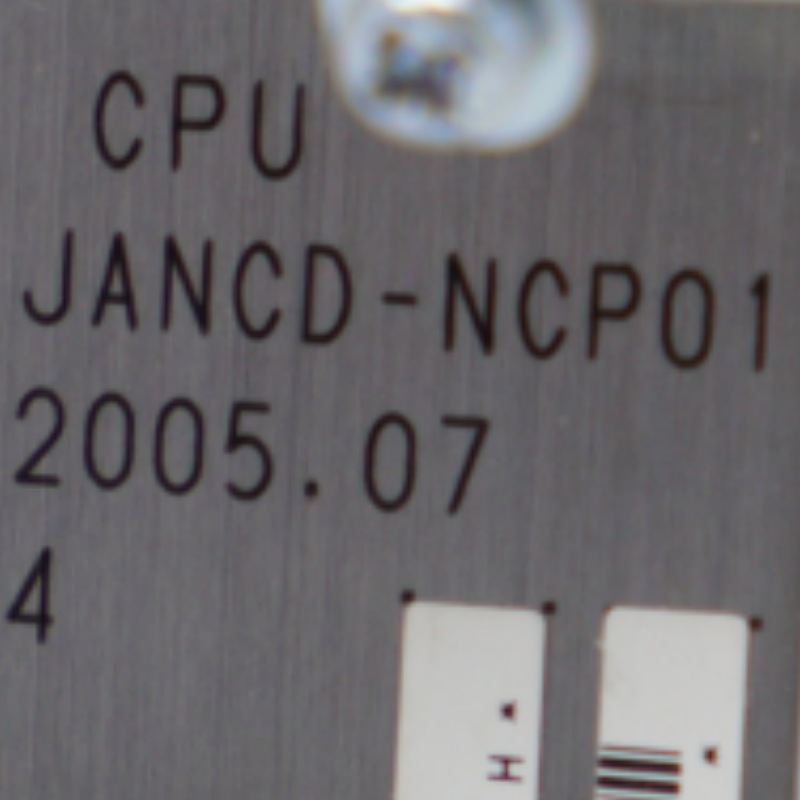 CPU
JANCD-NCP01
2005.07
4
H